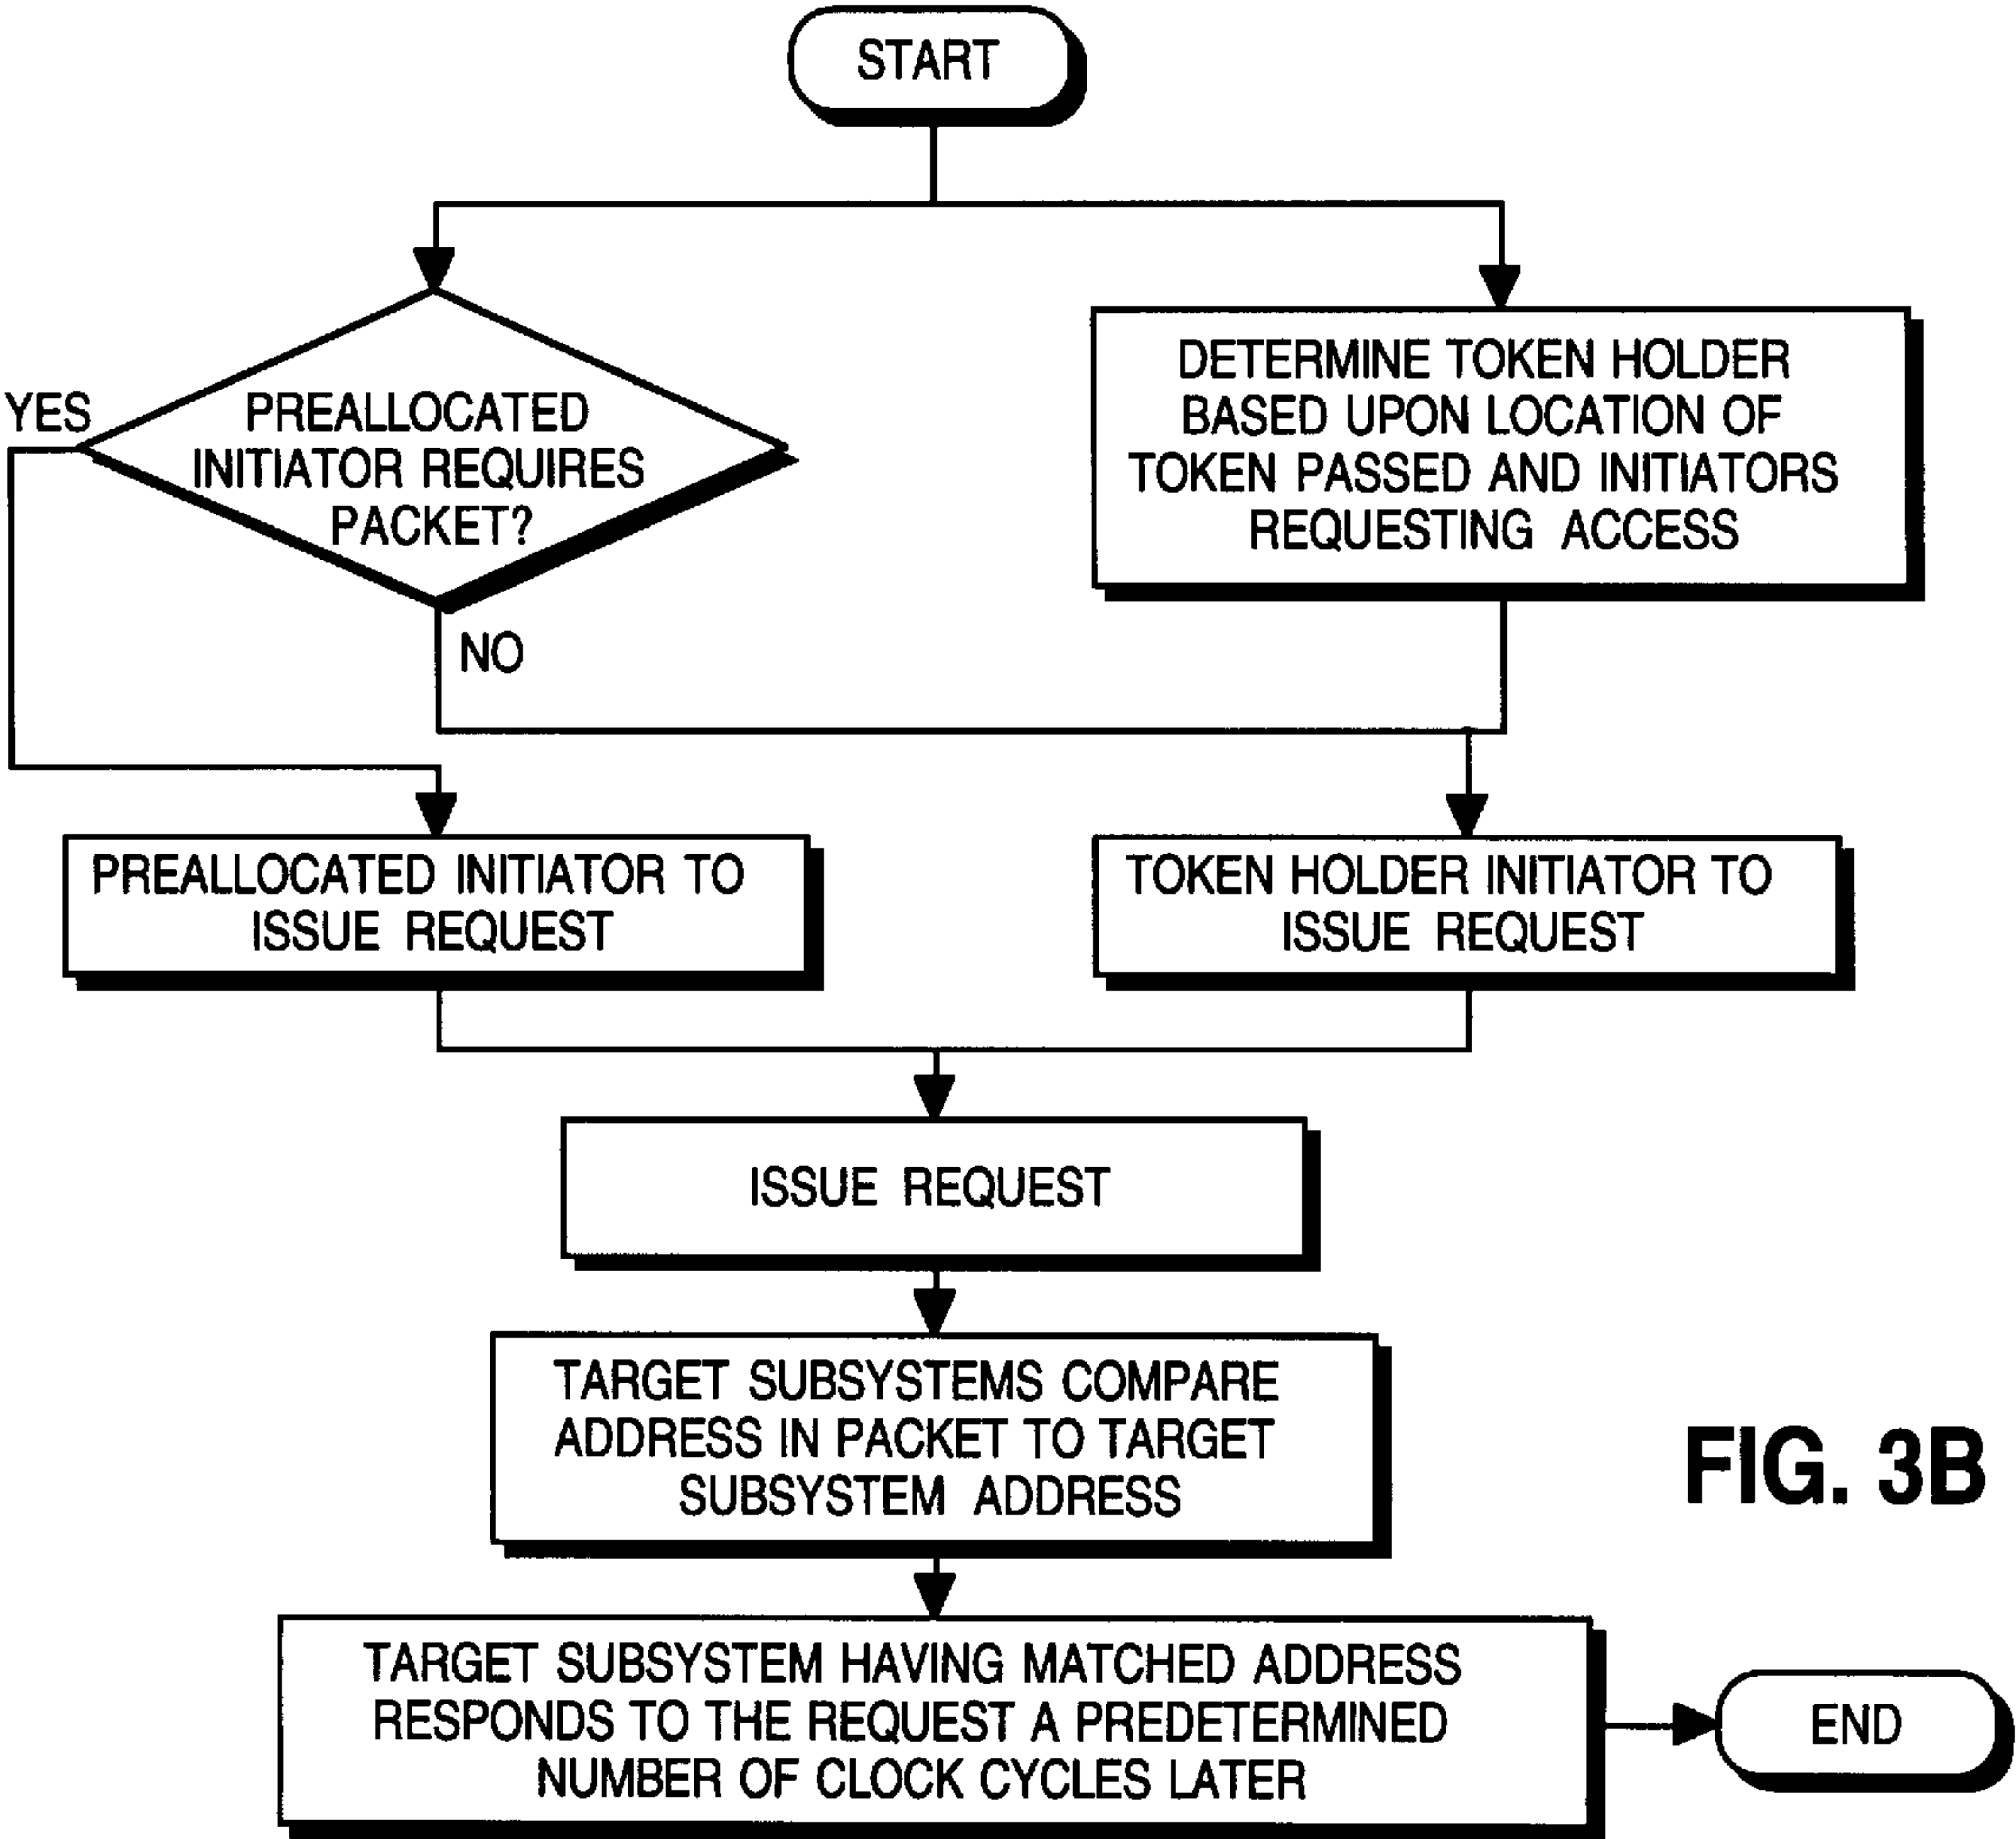 START
YES
PREALLOCATED
INITIATOR REQUIRES
PACKET?
NO
DETERMINE TOKEN HOLDER
BASED UPON LOCATION OF
TOKEN PASSED AND INITIATORS
REQUESTING ACCESS
PREALLOCATED INITIATOR TO
ISSUE REQUEST
TOKEN HOLDER INITIATOR TO
ISSUE REQUEST
ISSUE REQUEST
TARGET SUBSYSTEMS COMPARE
ADDRESS IN PACKET TO TARGET
SUBSYSTEM ADDRESS
FIG. 3B
TARGET SUBSYSTEM HAVING MATCHED ADDRESS
RESPONDS TO THE REQUEST A PREDETERMINED
NUMBER OF CLOCK CYCLES LATER
END